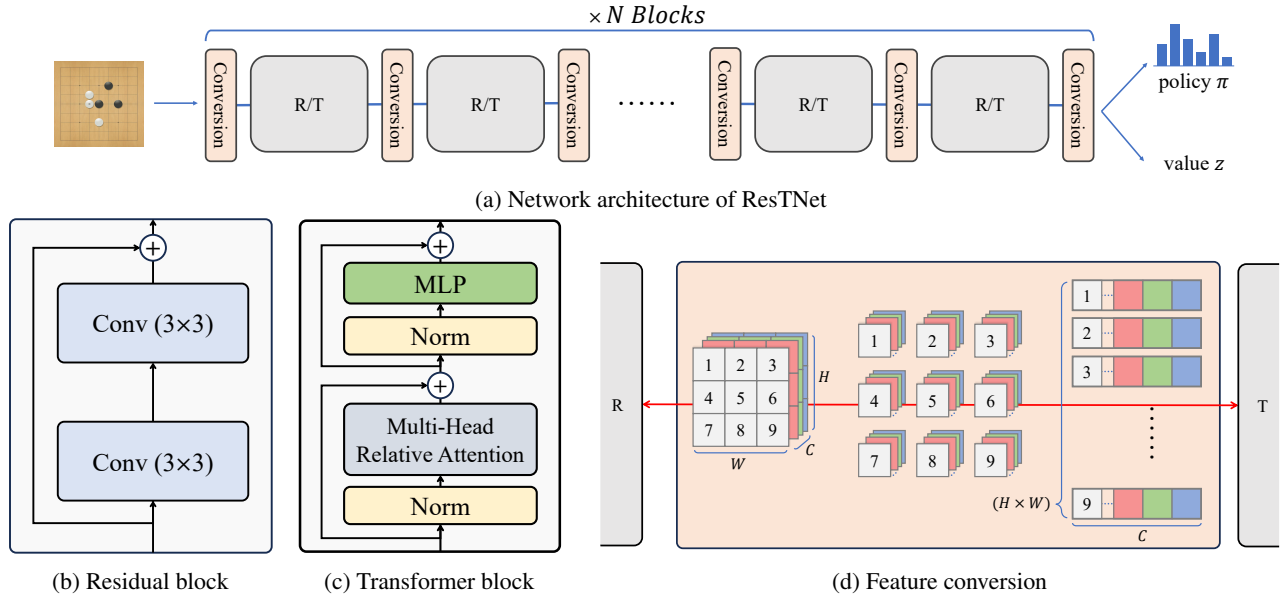 × N Blocks
Conversion
R/T
Conversion
R/T
Conversion
······
Conversion
R/T
Conversion
R/T
Conversion
policy π
value z
(a) Network architecture of ResTNet
+
Conv (3×3)
Conv (3×3)
(b) Residual block
+
MLP
Norm
+
Multi-Head
Relative Attention
Norm
(c) Transformer block
R
1 2 3
4 5 6
7 8 9
H
W
C
1 2 3
4 5 6
7 8 9
1 ...
2 ...
3 ...
······
9 ...
(H × W)
C
T
(d) Feature conversion